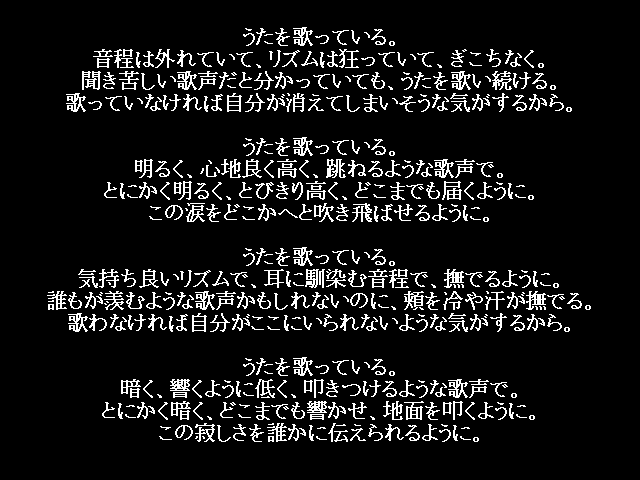 うたを歌っている。
音程は外れていて、リズムは狂っていて、ぎこちなく。
聞き苦しい歌声だと分かっていても、うたを歌い続ける。
歌っていなければ自分が消えてしまいそうな気がするから。
うたを歌っている。
明るく、心地良く高く、跳ねるような歌声で。
とにかく明るく、とびきり高く、どこまでも届くように。
この涙をどこかへと吹き飛ばせるように。
うたを歌っている。
気持ち良いリズムで、耳に馴染む音程で、撫でるように。
誰もが羨むような歌声かもしれないのに、頬を冷や汗が撫でる。
歌わなければ自分がここにいられないような気がするから。
うたを歌っている。
暗く、響くように低く、叩きつけるような歌声で。
とにかく暗く、どこまでも響かせ、地面を叩くように。
この寂しさを誰かに伝えられるように。